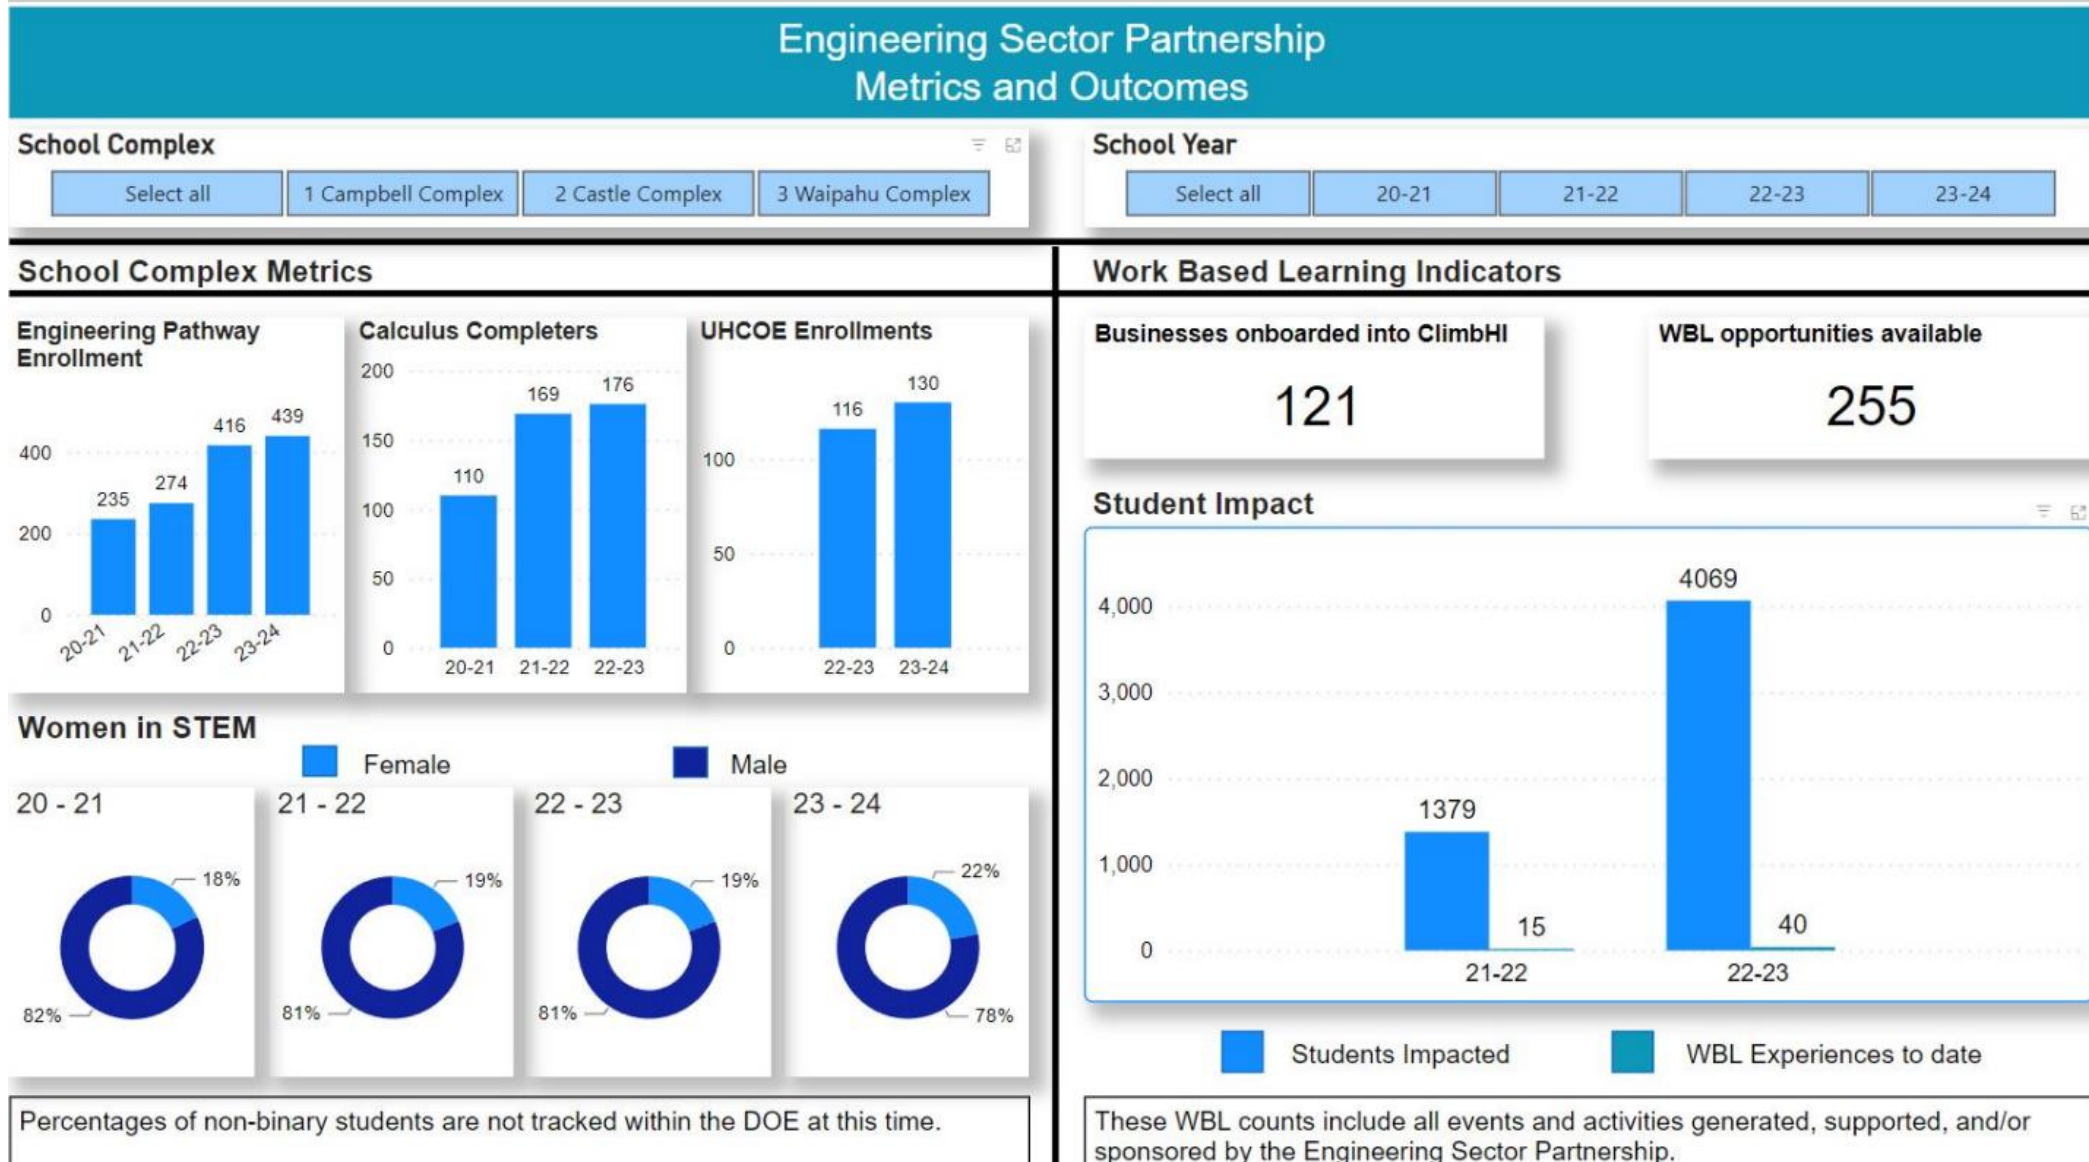 Engineering Sector Partnership
Metrics and Outcomes
School Complex
Select all
1 Campbell Complex
2 Castle Complex
3 Waipahu Complex
School Year
Select all
20-21
21-22
22-23
23-24
School Complex Metrics
Engineering Pathway
Enrollment
400
200
0
235
274
416
439
20-21
21-22
22-23
23-24
Calculus Completers
200
150
100
50
0
110
169
176
20-21
21-22
22-23
UHCOE Enrollments
100
50
0
116
130
22-23
23-24
Women in STEM
Female
Male
20 - 21
18%
82%
21 - 22
19%
81%
22 - 23
19%
81%
23 - 24
22%
78%
Percentages of non-binary students are not tracked within the DOE at this time.
Work Based Learning Indicators
Businesses onboarded into ClimbHI
121
WBL opportunities available
255
Student Impact
4,000
3,000
2,000
1,000
0
1379
15
4069
40
21-22
22-23
Students Impacted
WBL Experiences to date
These WBL counts include all events and activities generated, supported, and/or
sponsored by the Engineering Sector Partnership.